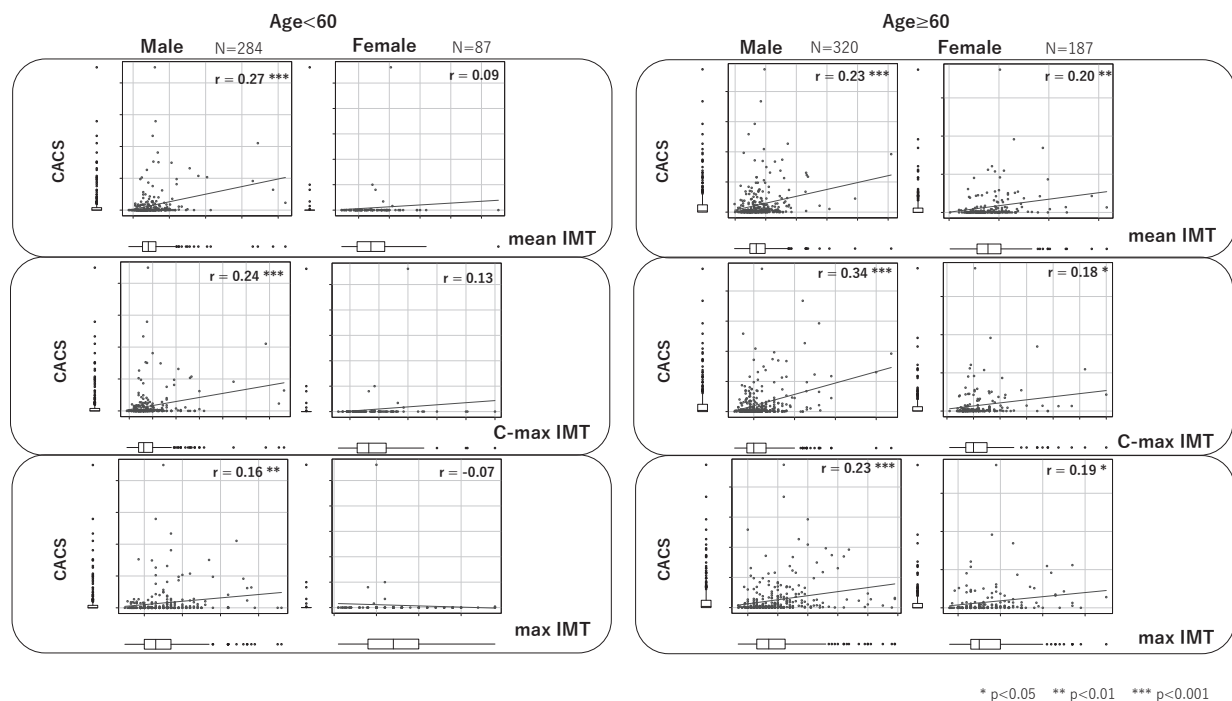 Age<60
Age≥60
Male N=284 Female N=87
Male N=320 Female N=187
r = 0.27 ***
r = 0.09
r = 0.23 ***
r = 0.20 **
CACS
CACS
mean IMT
mean IMT
r = 0.24 ***
r = 0.13
r = 0.34 ***
r = 0.18 *
CACS
CACS
C-max IMT
C-max IMT
r = 0.16 **
r = -0.07
r = 0.23 ***
r = 0.19 *
CACS
CACS
max IMT
max IMT
* p<0.05 ** p<0.01 *** p<0.001